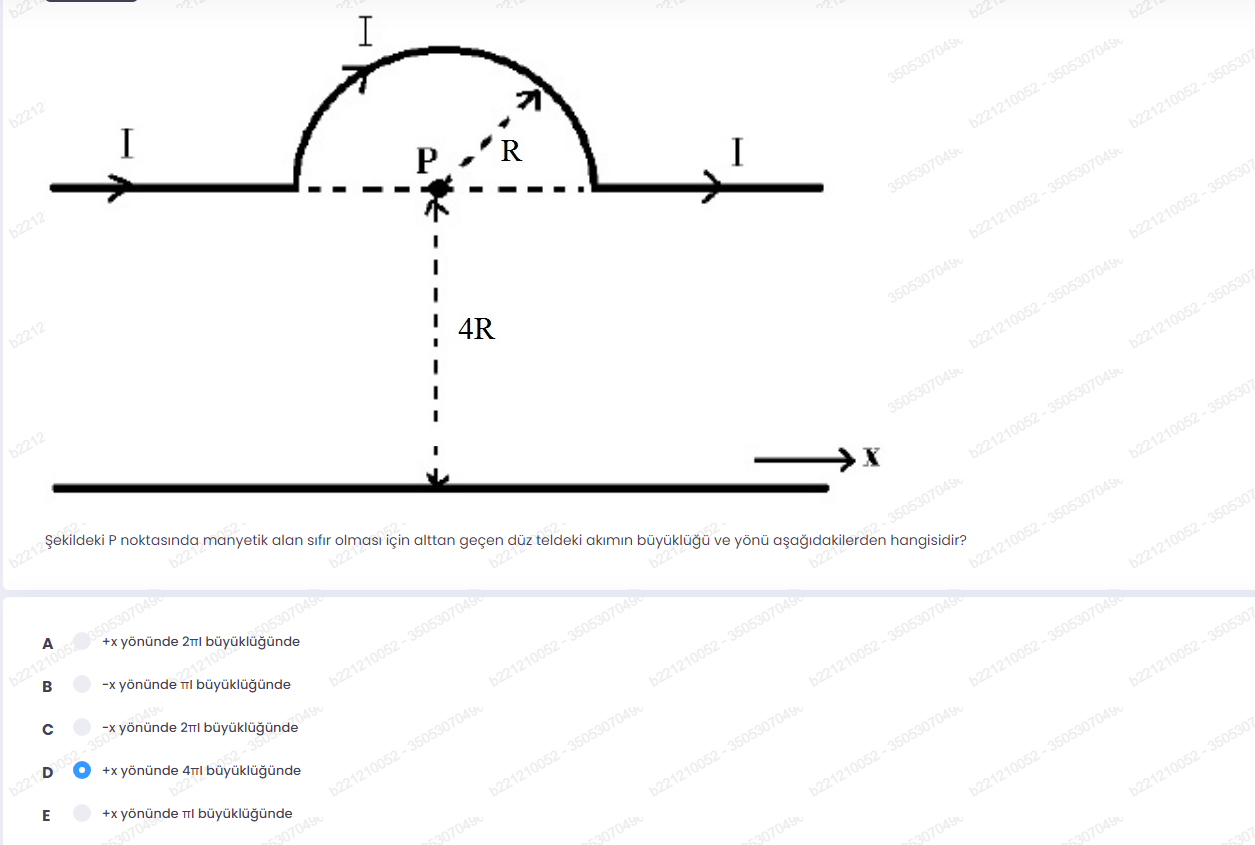 I
I
I
P
R
4R
x
Şekildeki P noktasında manyetik alan sıfır olması için alttan geçen düz teldeki akımın büyüklüğü ve yönü aşağıdakilerden hangisidir?
A +x yönünde 2πI büyüklüğünde
B -x yönünde πI büyüklüğünde
C -x yönünde 2πI büyüklüğünde
D +x yönünde 4πI büyüklüğünde
E +x yönünde πI büyüklüğünde